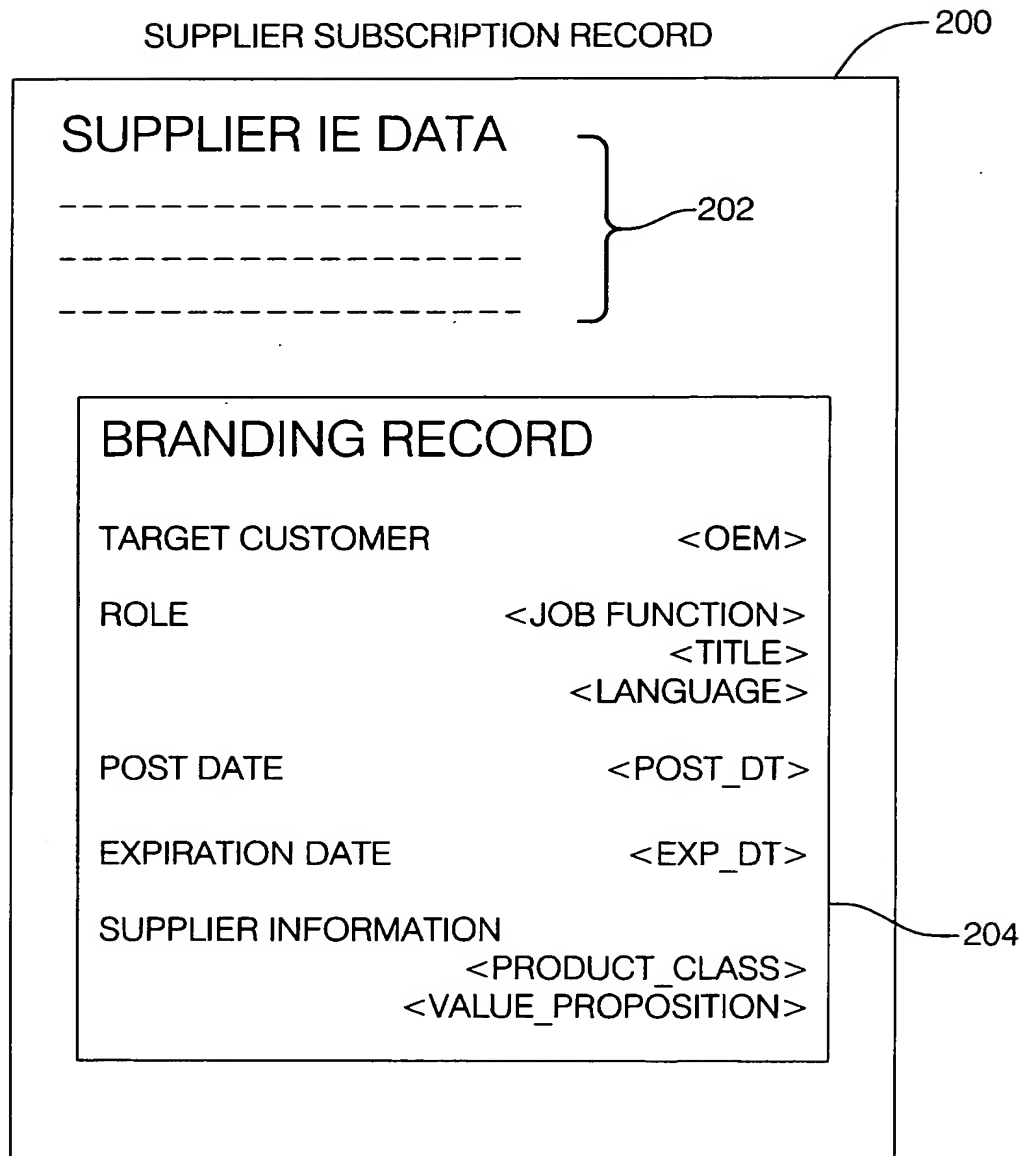 SUPPLIER SUBSCRIPTION RECORD
200
SUPPLIER IE DATA
202
BRANDING RECORD
TARGET CUSTOMER <OEM>
ROLE <JOB FUNCTION>
<TITLE>
<LANGUAGE>
POST DATE <POST_DT>
EXPIRATION DATE <EXP_DT>
SUPPLIER INFORMATION
204
<PRODUCT_CLASS>
<VALUE_PROPOSITION>